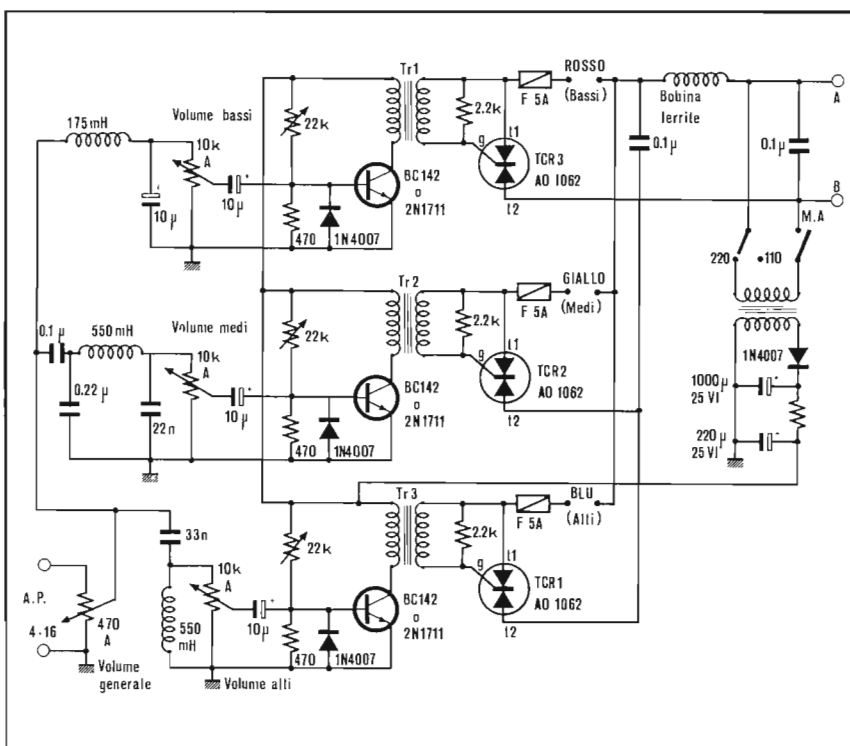 Tr1
ROSSO
(Bassi)
F 5A
Bobina
ferrite
A
Volume bassi
175mH
10k
A
22k
2.2k
t1
g
TCR3
AO 1062
t2
0.1µ
0.1µ
B
BC142
o
2N1711
10µ
10µ
470
1N4007
M.A
220
110
Tr2
GIALLO
(Medi)
F 5A
0.1µ
550mH
Volume medi
10k
A
22k
2.2k
t1
g
TCR2
AO 1062
t2
BC142
o
2N1711
0.22µ
22n
10µ
470
1N4007
1N4007
1000µ
25 Vl
220µ
25 Vl
Tr3
BLU
(Alti)
F 5A
33n
10k
A
22k
2.2k
t1
g
TCR1
AO 1062
t2
BC142
o
2N1711
A.P.
4-16
470
A
550
mH
10µ
470
1N4007
Volume
generale
Volume alti